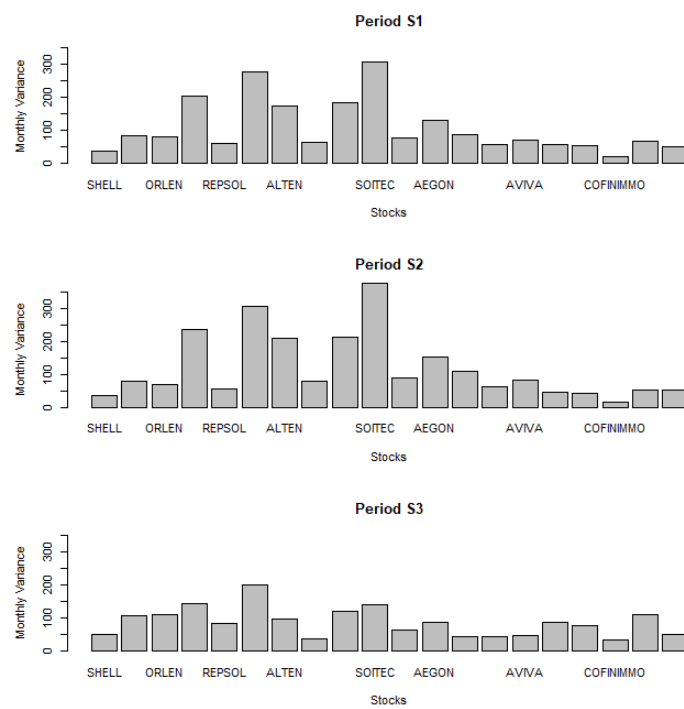 Period S1
Monthly Variance
0 100 200 300
SHELL ORLEN REPSOL ALTEN SOITEC AEGON AVIVA COFINIMMO
Stocks
Period S2
Monthly Variance
0 100 200 300
SHELL ORLEN REPSOL ALTEN SOITEC AEGON AVIVA COFINIMMO
Stocks
Period S3
Monthly Variance
0 100 200 300
SHELL ORLEN REPSOL ALTEN SOITEC AEGON AVIVA COFINIMMO
Stocks